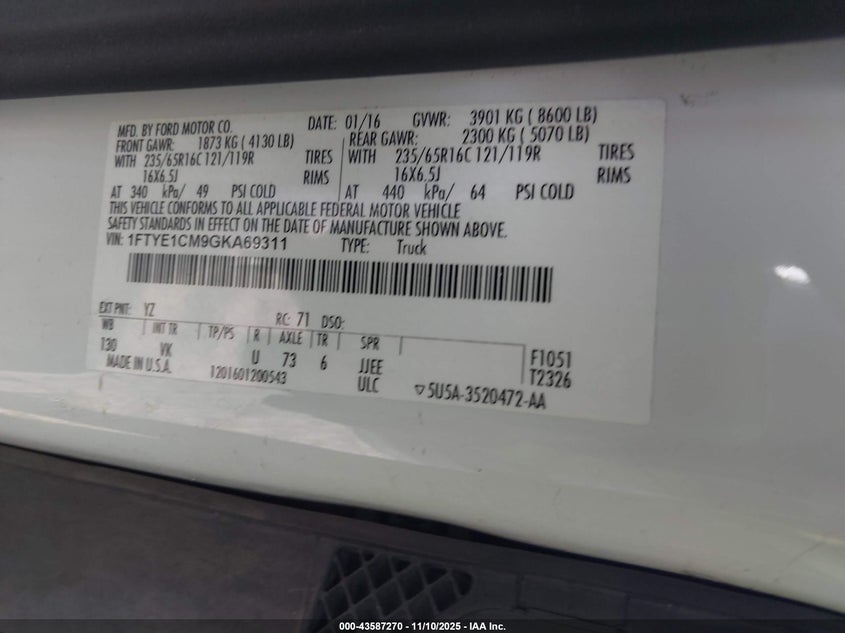 MFD. BY FORD MOTOR CO. DATE: 01/16 GVWR: 3901 KG ( 8600 LB)
FRONT GAWR: 1873 KG ( 4130 LB) REAR GAWR: 2300 KG ( 5070 LB)
WITH 235/65R16C 121/119R TIRES WITH 235/65R16C 121/119R TIRES
16X6.5J RIMS 16X6.5J RIMS
AT 340 kPa/ 49 PSI COLD AT 440 kPa/ 64 PSI COLD
THIS VEHICLE CONFORMS TO ALL APPLICABLE FEDERAL MOTOR VEHICLE
SAFETY STANDARDS IN EFFECT ON THE DATE OF MANUFACTURE SHOWN ABOVE.
VIN: 1FTYE1CM9GKA69311 TYPE: Truck
EXT PNT: YZ RC: 71 DSO:
WB INT TR TP/PS R AXLE TR SPR
130 VK U 73 6 JJEE F1051
MADE IN U.S.A. 1201601200543 ULC T2326
▽5U5A-3520472-AA
000-43587270 - 11/10/2025 - IAA Inc.